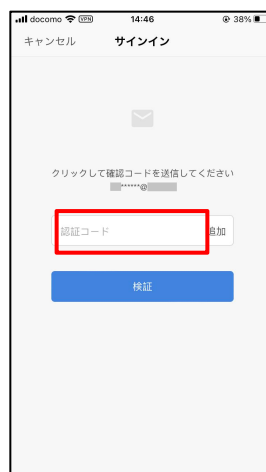 docomo VPN 14:46 38%
キャンセル サインイン
クリックして確認コードを送信してください
******@
認証コード 追加
検証